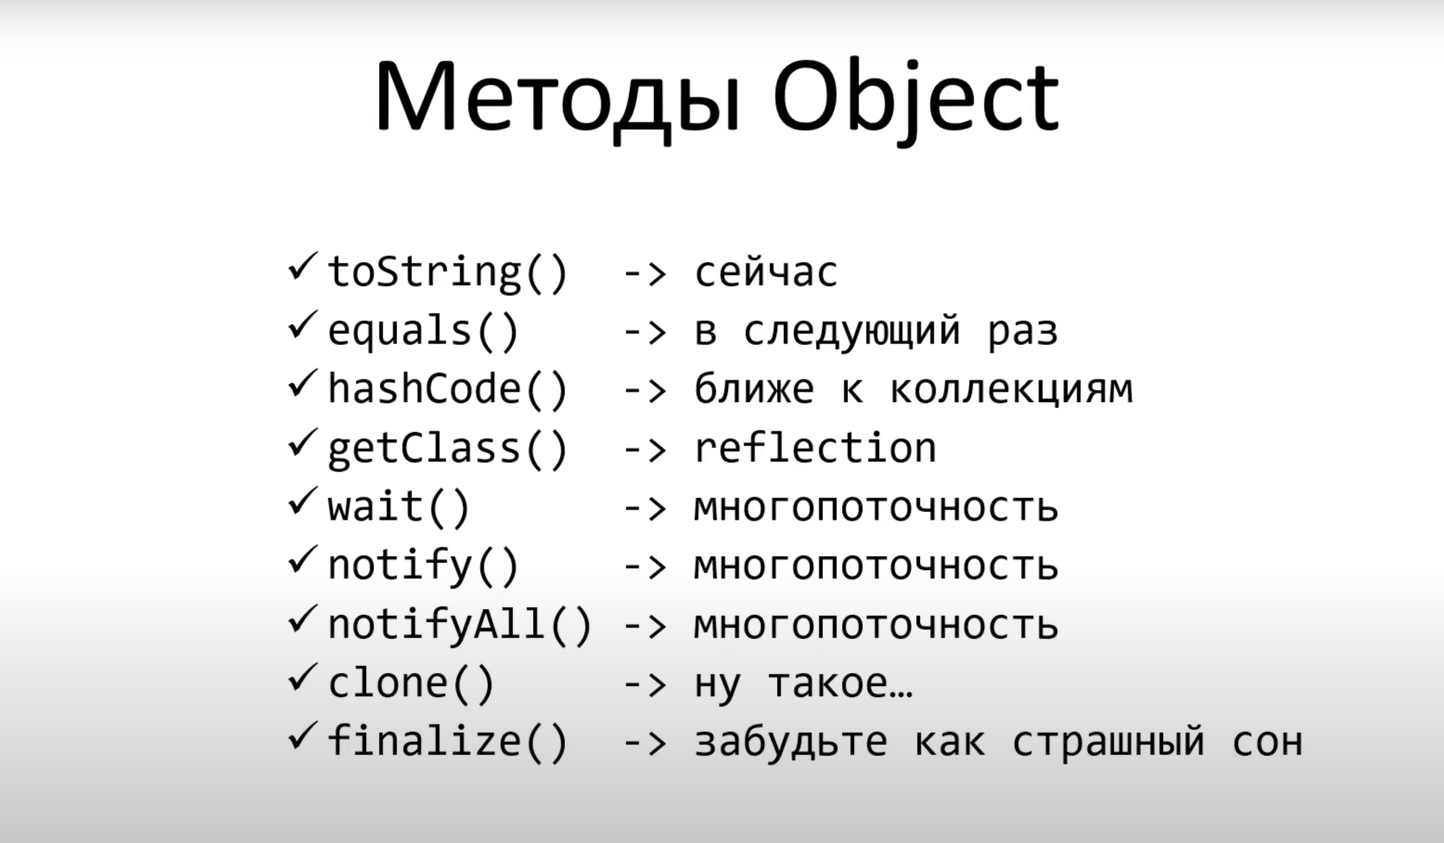 Методы Object
✓ toString() -> сейчас
✓ equals() -> в следующий раз
✓ hashCode() -> ближе к коллекциям
✓ getClass() -> reflection
✓ wait() -> многопоточность
✓ notify() -> многопоточность
✓ notifyAll() -> многопоточность
✓ clone() -> ну такое…
✓ finalize() -> забудьте как страшный сон